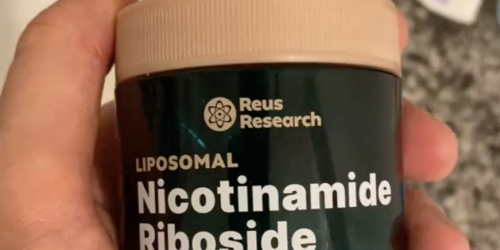 Reus
Research
LIPOSOMAL
Nicotinamide
Riboside